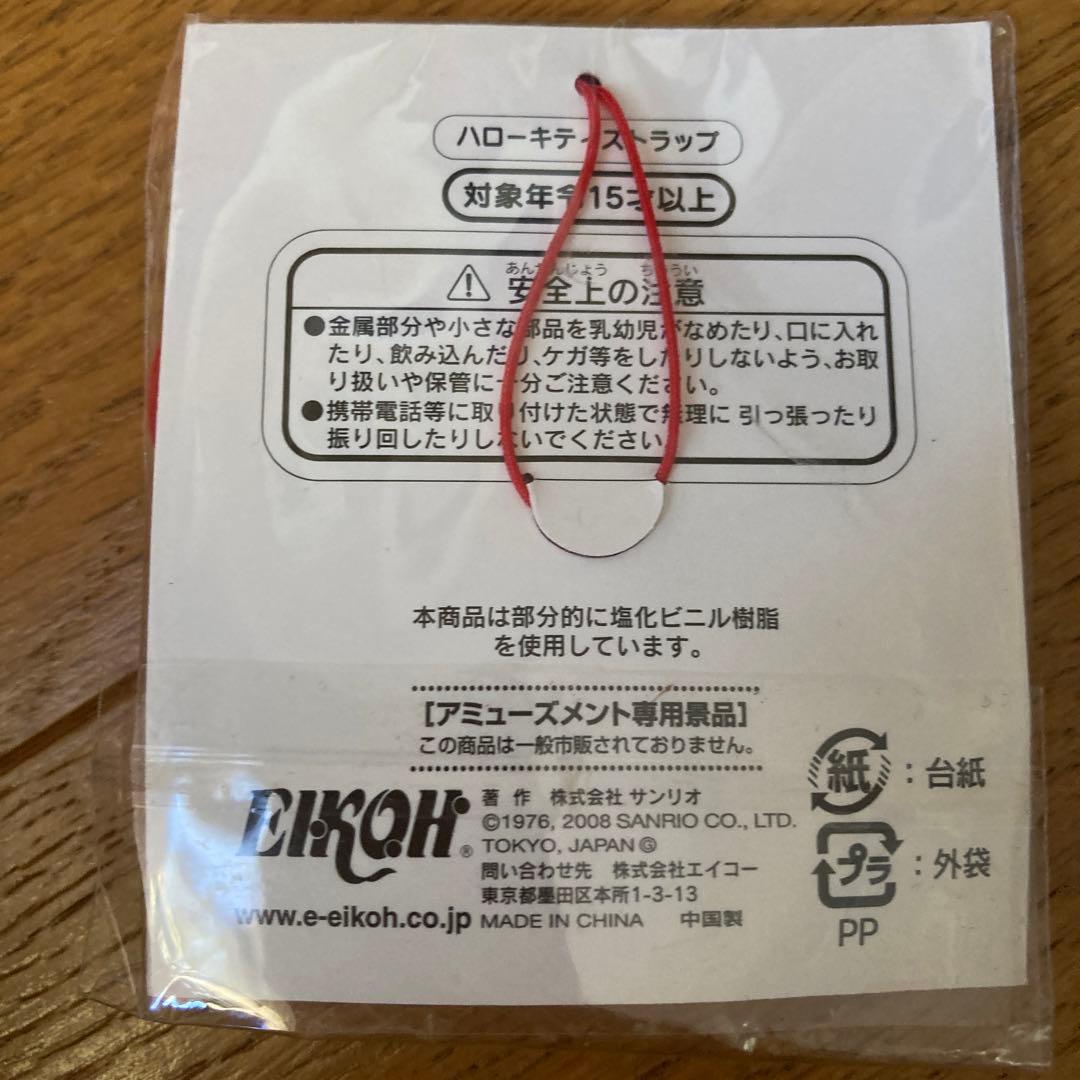 ハローキティストラップ
対象年令15才以上
あんぜんじょう ちゅうい
安全上の注意
●金属部分や小さな部品を乳幼児がなめたり、口に入れ
たり、飲み込んだり、ケガ等をしたりしないよう、お取
り扱いや保管に十分ご注意ください。
●携帯電話等に取り付けた状態で無理に 引っ張ったり
振り回したりしないでください。
本商品は部分的に塩化ビニル樹脂
を使用しています。
[アミューズメント専用景品]
この商品は一般市販されておりません。
EIKOH®
www.e-eikoh.co.jp
著 作 株式会社 サンリオ
©1976, 2008 SANRIO CO., LTD.
TOKYO, JAPAN Ⓖ
問い合わせ先 株式会社エイコー
東京都墨田区本所1-3-13
MADE IN CHINA 中国製
紙：台紙
プラ：外袋
PP